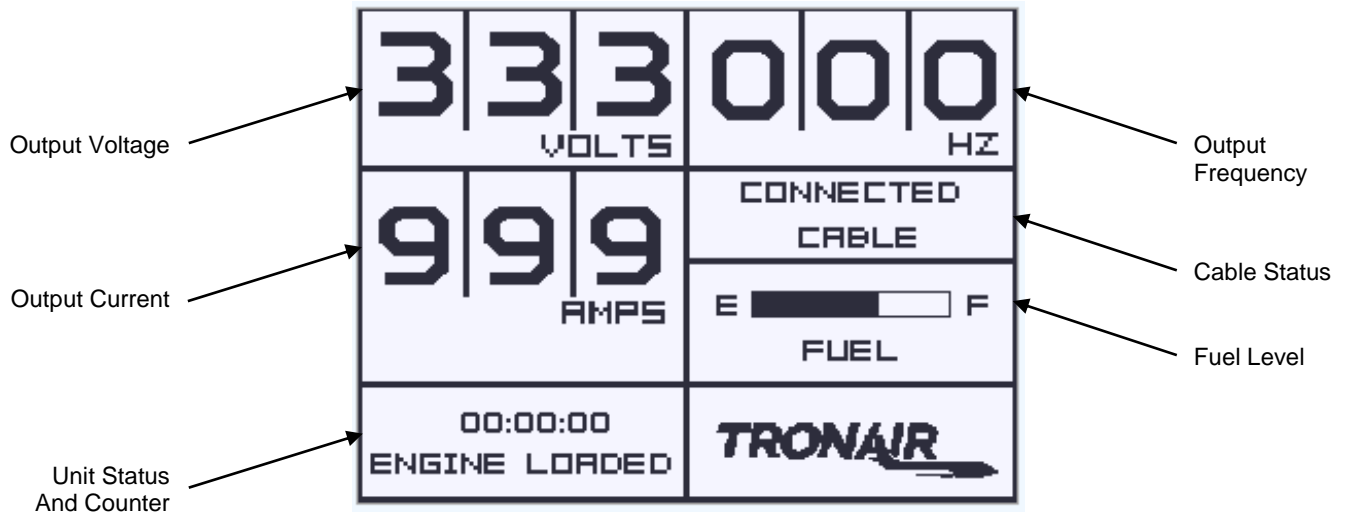 333
VOLTS
000
HZ
Output Voltage
Output
Frequency
CONNECTED
CABLE
Cable Status
999
AMPS
Output Current
E F
FUEL
Fuel Level
00:00:00
ENGINE LOADED
Unit Status
And Counter
TRONAIR